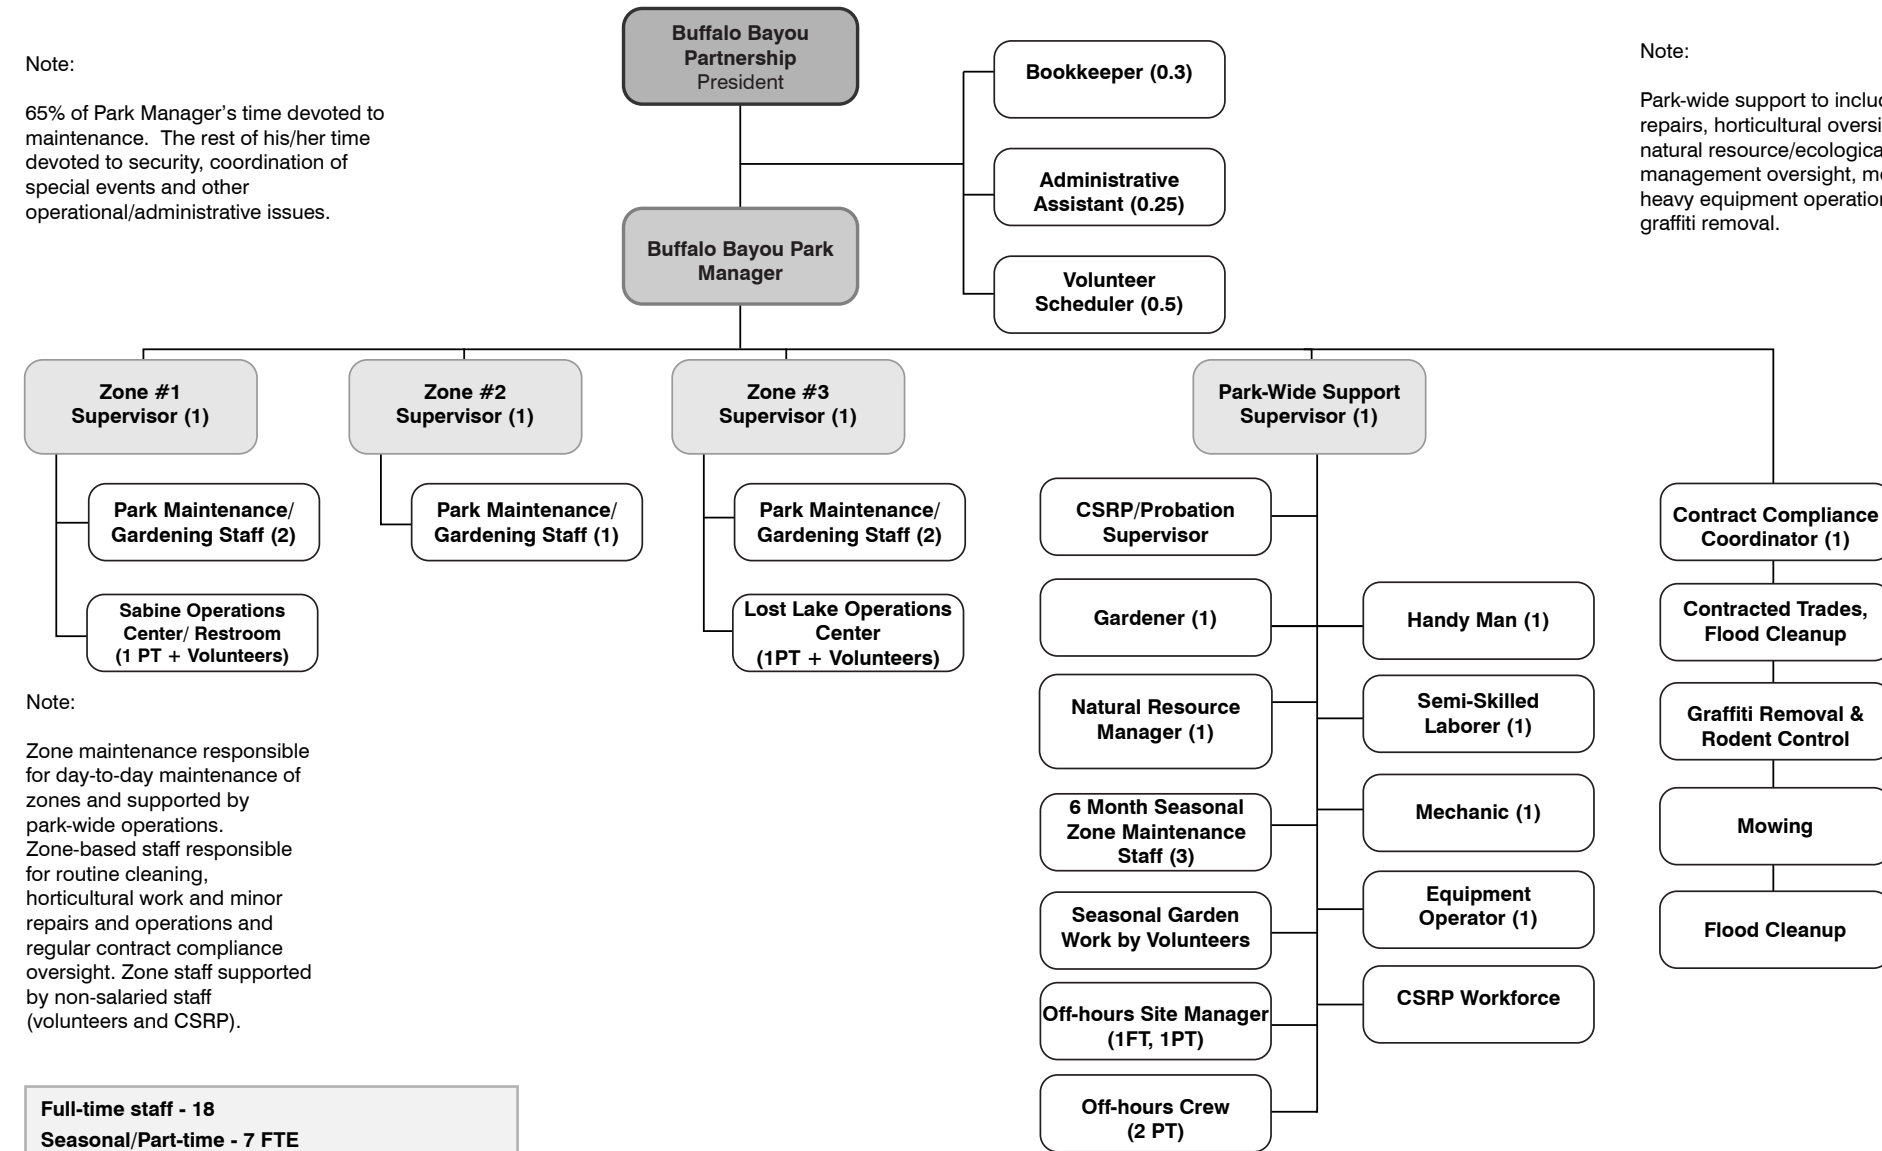 Note:
65% of Park Manager's time devoted to
maintenance.  The rest of his/her time
devoted to security, coordination of
special events and other
operational/administrative issues.
Buffalo Bayou
Partnership
President
Bookkeeper (0.3)
Administrative
Assistant (0.25)
Volunteer
Scheduler (0.5)
Buffalo Bayou Park
Manager
Note:
Park-wide support to
repairs, horticultural
natural
management oversight,
heavy equipment
graffiti removal.
Zone #1
Supervisor (1)
Zone #2
Supervisor (1)
Zone #3
Supervisor (1)
Park-Wide Support
Supervisor (1)
Park Maintenance/
Gardening Staff (2)
Sabine Operations
Center/ Restroom
(1 PT + Volunteers)
Park Maintenance/
Gardening Staff (1)
Park Maintenance/
Gardening Staff (2)
Lost Lake Operations
Center
(1PT + Volunteers)
CSRP/Probation
Supervisor
Gardener (1)
Natural Resource
Manager (1)
6 Month Seasonal
Zone Maintenance
Staff (3)
Seasonal Garden
Work by Volunteers
Off-hours Site Manager
(1FT, 1PT)
Off-hours Crew
(2 PT)
Handy Man (1)
Semi-Skilled
Laborer (1)
Mechanic (1)
Equipment
Operator (1)
CSRP Workforce
Contract Compliance
Coordinator (1)
Contracted Trades,
Flood Cleanup
Graffiti Removal &
Rodent Control
Mowing
Flood Cleanup
Note:
Zone maintenance responsible
for day-to-day maintenance of
zones and supported by
park-wide operations.
Zone-based staff responsible
for routine cleaning,
horticultural work and minor
repairs and operations and
regular contract compliance
oversight. Zone staff supported
by non-salaried staff
(volunteers and CSRP).
Full-time staff - 18
Seasonal/Part-time - 7 FTE